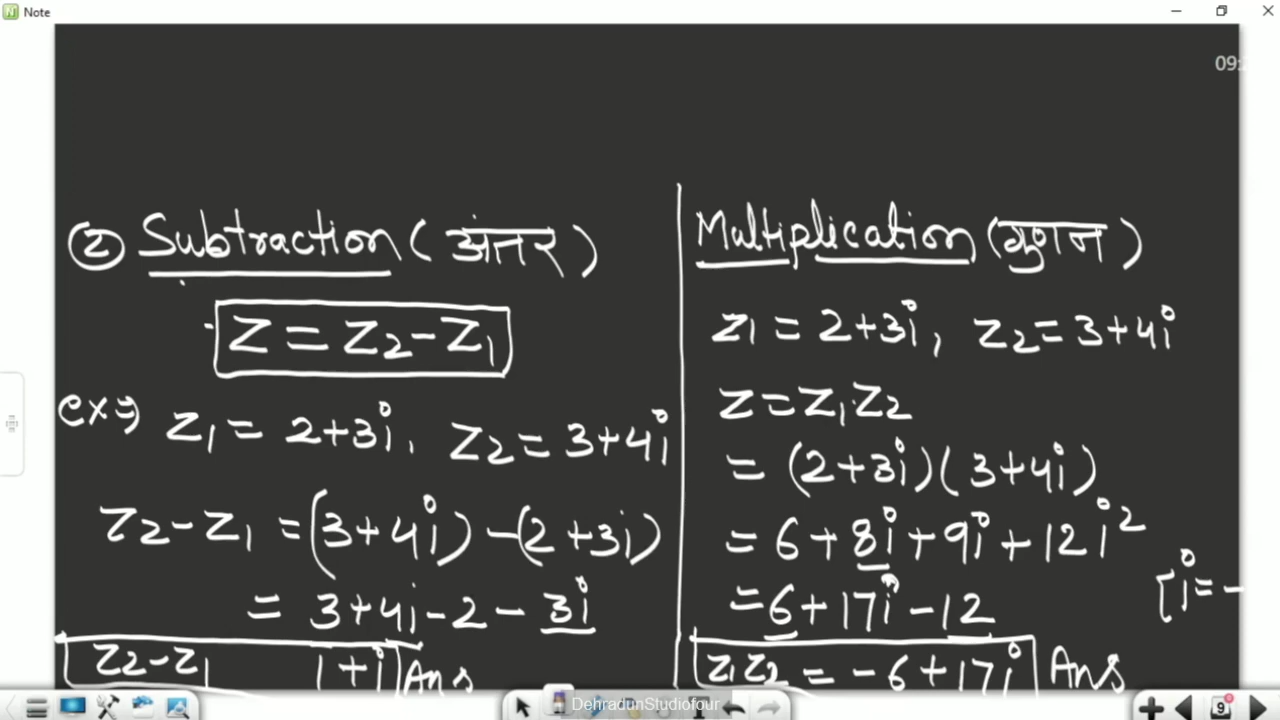 Note
09:
② Subtraction (अंतर)
Z = Z₂ - Z₁
ex⇒ Z₁ = 2+3i, Z₂ = 3+4i
Z₂ - Z₁ = (3+4i) - (2+3i)
= 3+4i - 2 - 3i
Z₂ - Z₁ 1+i Ans
Multiplication (गुणन)
Z₁ = 2+3i, Z₂ = 3+4i
Z = Z₁Z₂
= (2+3i)(3+4i)
= 6 + 8i + 9i + 12i²
= 6 + 17i - 12 [i = -
Z₁Z₂ = -6 + 17i Ans
DehradunStudiofour
9